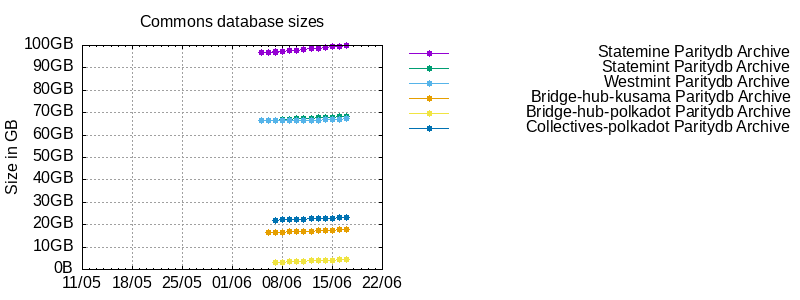 Commons database sizes
100GB
90GB
80GB
70GB
60GB
50GB
40GB
30GB
20GB
10GB
0B
Size in GB
11/05 18/05 25/05 01/06 08/06 15/06 22/06
Statemine Paritydb Archive
Statemint Paritydb Archive
Westmint Paritydb Archive
Bridge-hub-kusama Paritydb Archive
Bridge-hub-polkadot Paritydb Archive
Collectives-polkadot Paritydb Archive